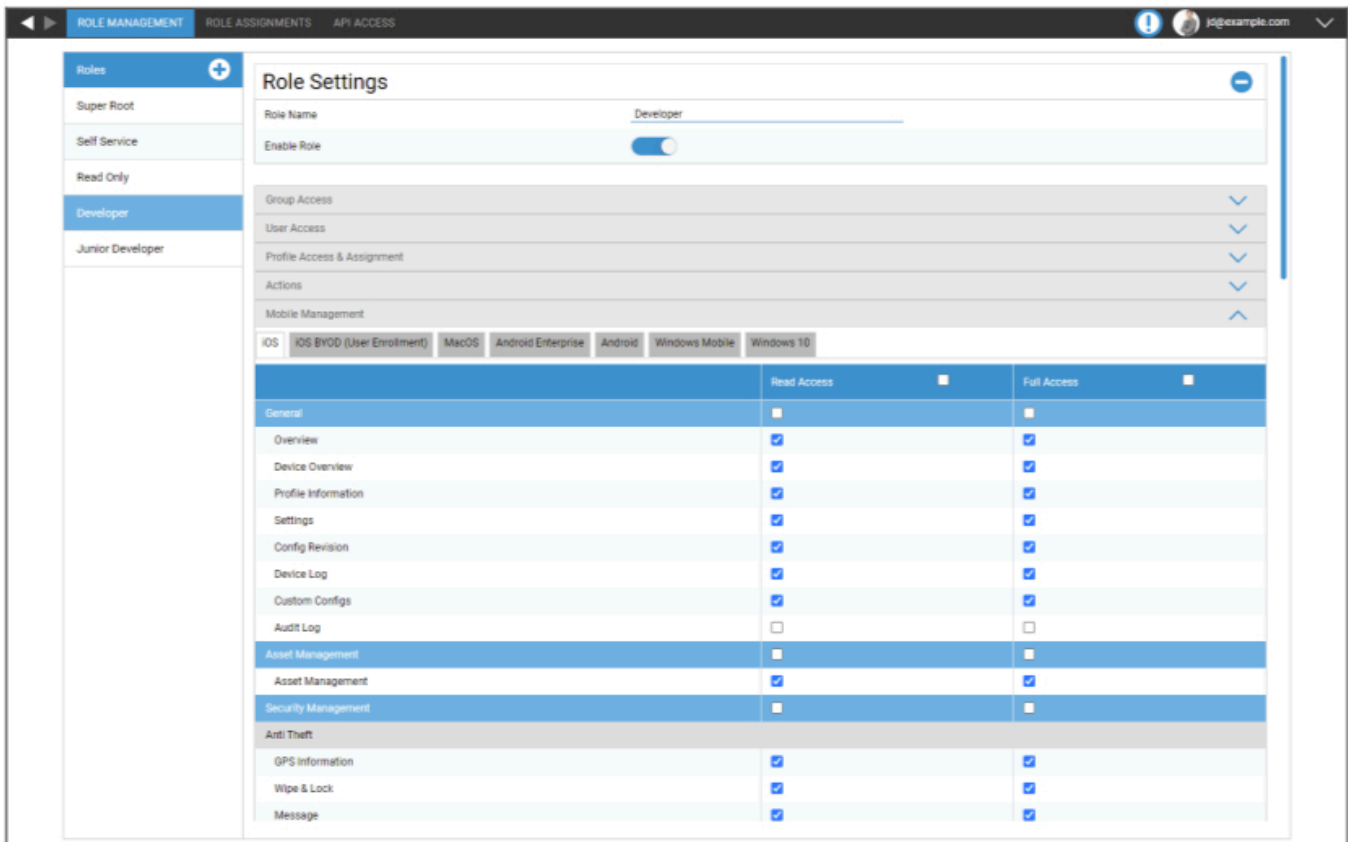 ROLE MANAGEMENT ROLE ASSIGNMENTS API ACCESS jd@example.com
Roles
Super Root
Self Service
Read Only
Developer
Junior Developer
Role Settings
Role Name Developer
Enable Role
Group Access
User Access
Profile Access & Assignment
Actions
Mobile Management
iOS iOS BYOD (User Enrollment) MacOS Android Enterprise Android Windows Mobile Windows 10
Read Access Full Access
General
Overview
Device Overview
Profile Information
Settings
Config Revision
Device Log
Custom Configs
Audit Log
Asset Management
Asset Management
Security Management
Anti Theft
GPS Information
Wipe & Lock
Message